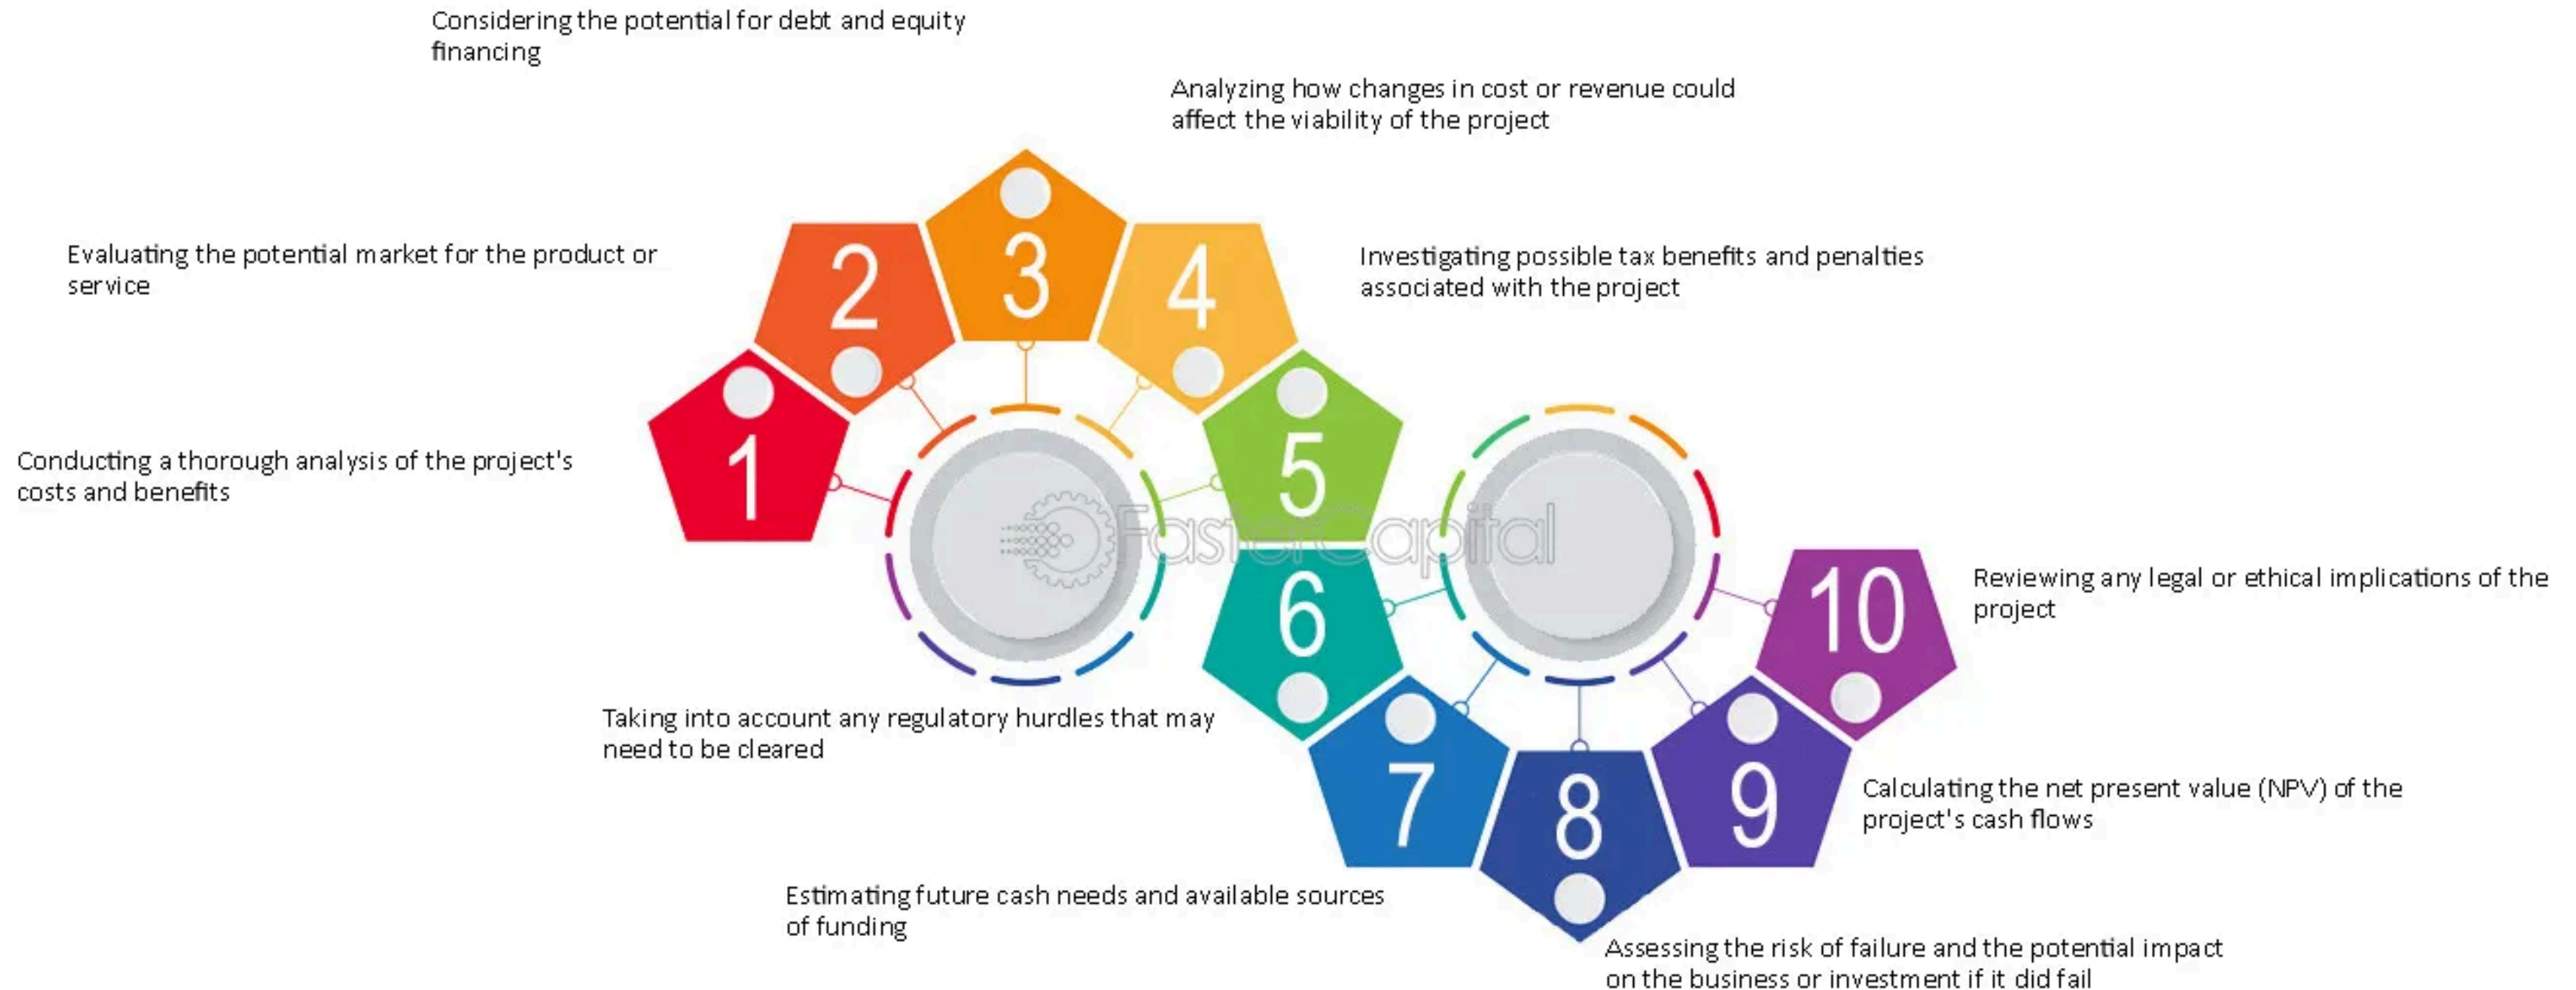 Considering the potential for debt and equity
financing
Analyzing how changes in cost or revenue could
affect the viability of the project
Evaluating the potential market for the product or
service
Investigating possible tax benefits and penalties
associated with the project
2
3
4
Conducting a thorough analysis of the project's
costs and benefits
1
5
FasterCapital
6
10
Reviewing any legal or ethical implications of the
project
Taking into account any regulatory hurdles that may
need to be cleared
7
8
9
Calculating the net present value (NPV) of the
project's cash flows
Estimating future cash needs and available sources
of funding
Assessing the risk of failure and the potential impact
on the business or investment if it did fail